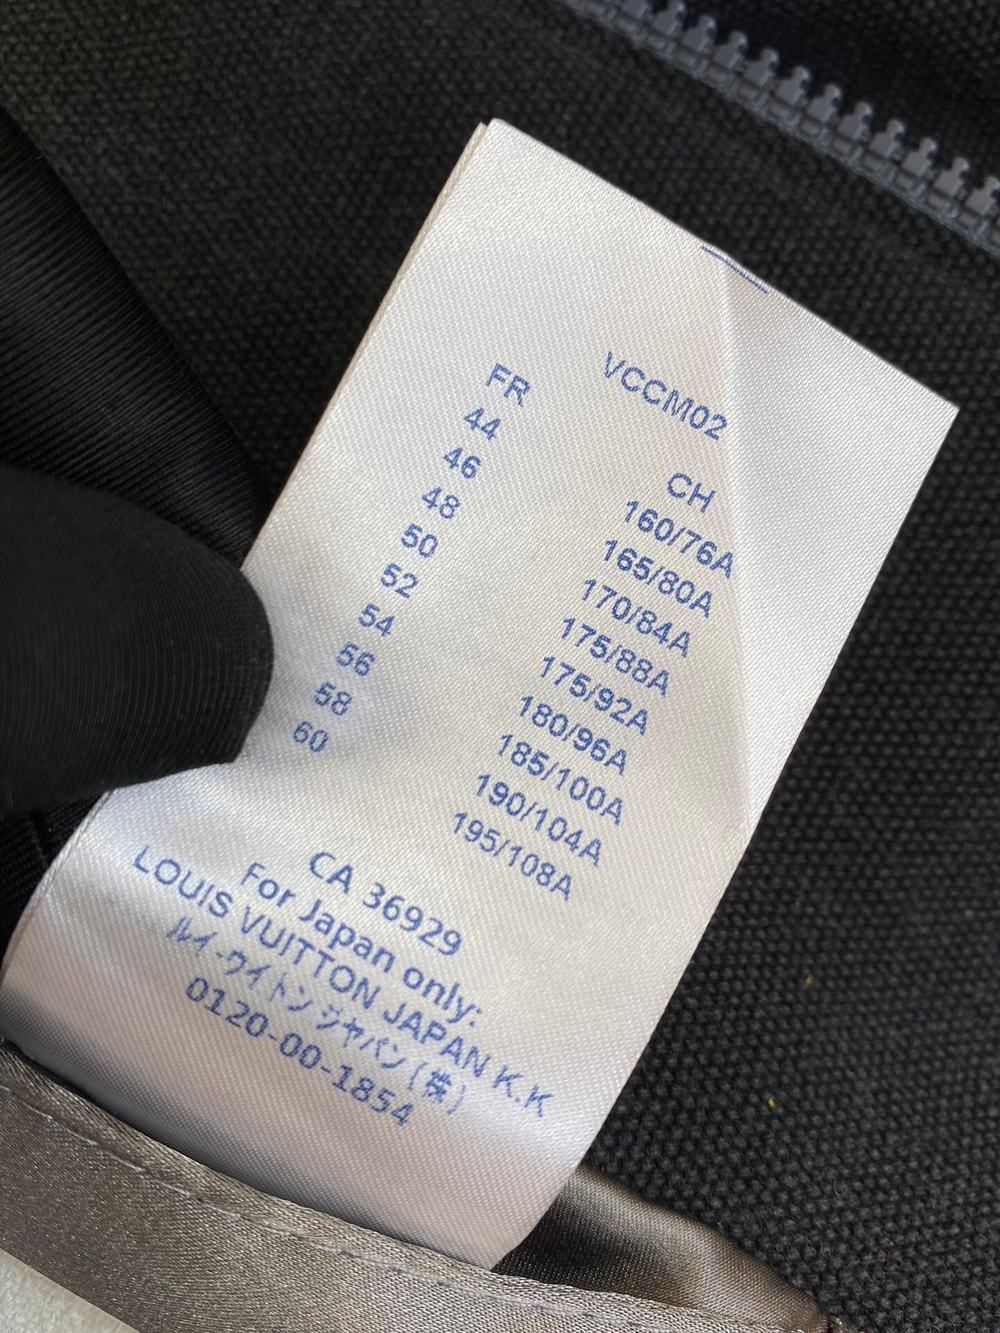 VCCM02
FR CH
44 160/76A
46 165/80A
48 170/84A
50 175/88A
52 175/92A
54 180/96A
56 185/100A
58 190/104A
60 195/108A
CA 36929
For Japan only:
LOUIS VUITTON JAPAN K.K
ルイ-ヴィトン ジャパン(株)
0120-00-1854